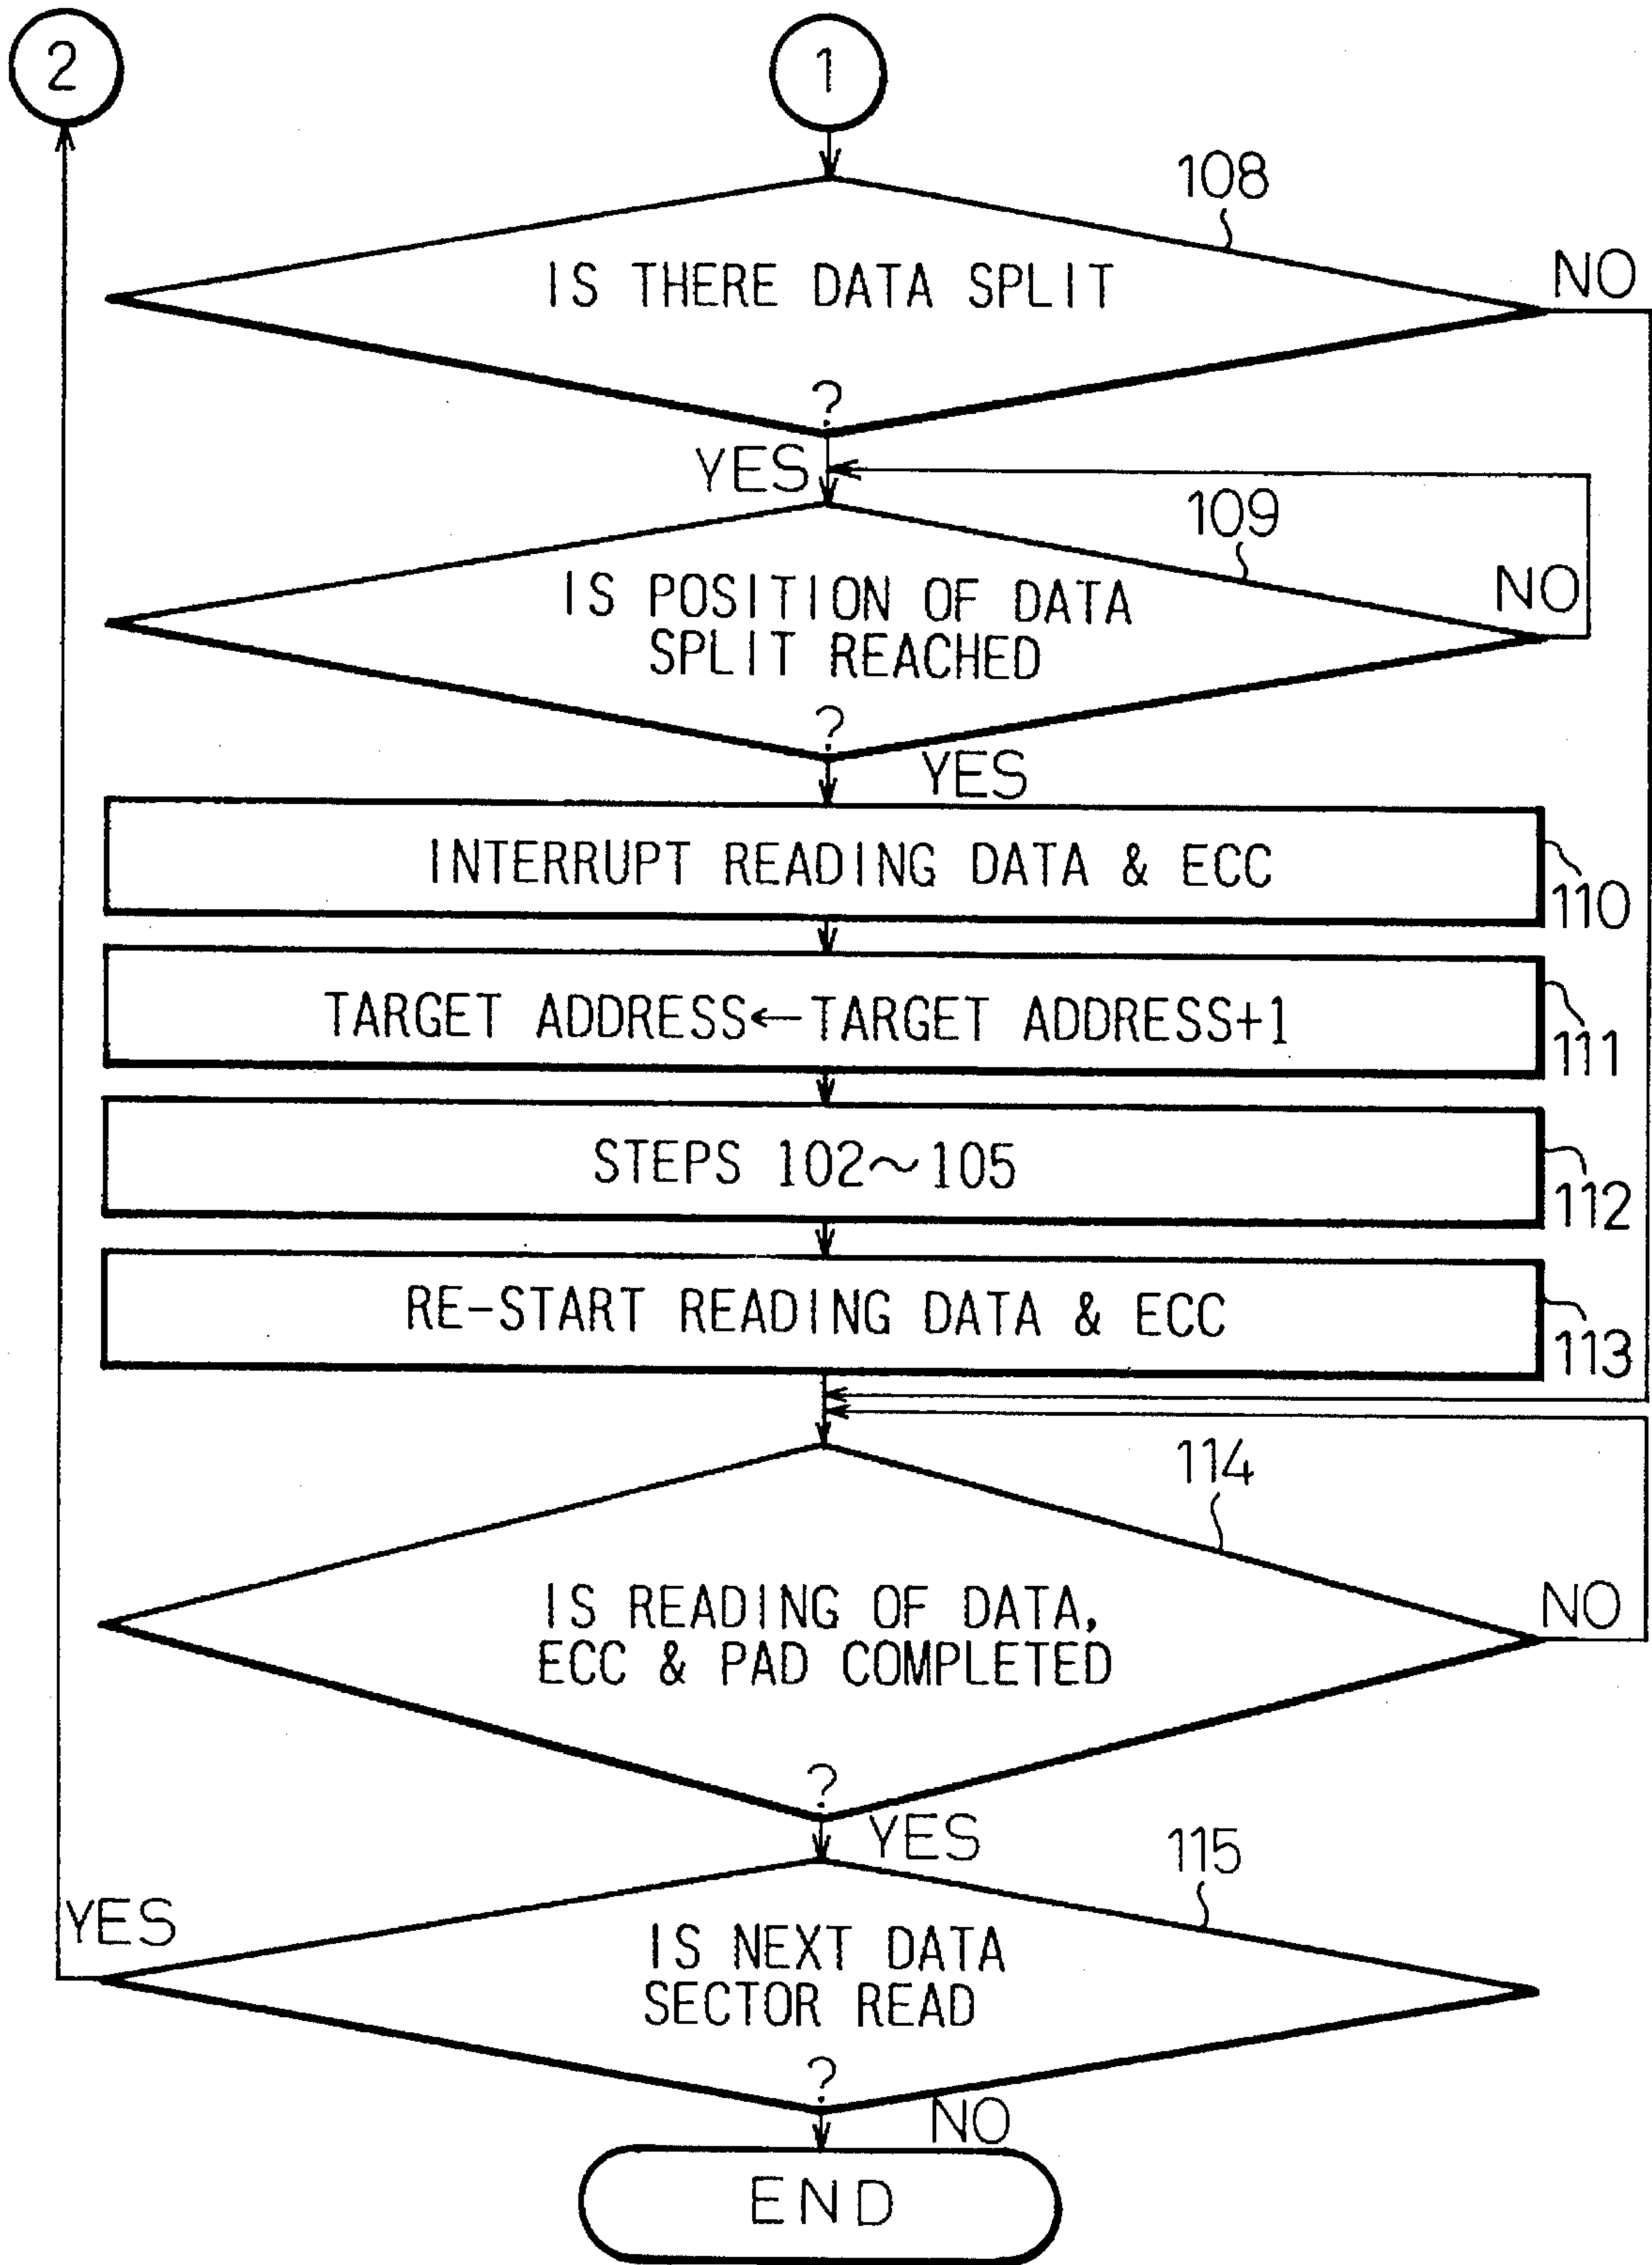 2
1
108
IS THERE DATA SPLIT
NO
?
YES
109
IS POSITION OF DATA
NO
SPLIT REACHED
?
YES
INTERRUPT READING DATA & ECC
110
TARGET ADDRESS←TARGET ADDRESS+1
111
STEPS 102~105
112
RE-START READING DATA & ECC
113
114
IS READING OF DATA,
NO
ECC & PAD COMPLETED
?
YES
115
YES
IS NEXT DATA
SECTOR READ
?
NO
END